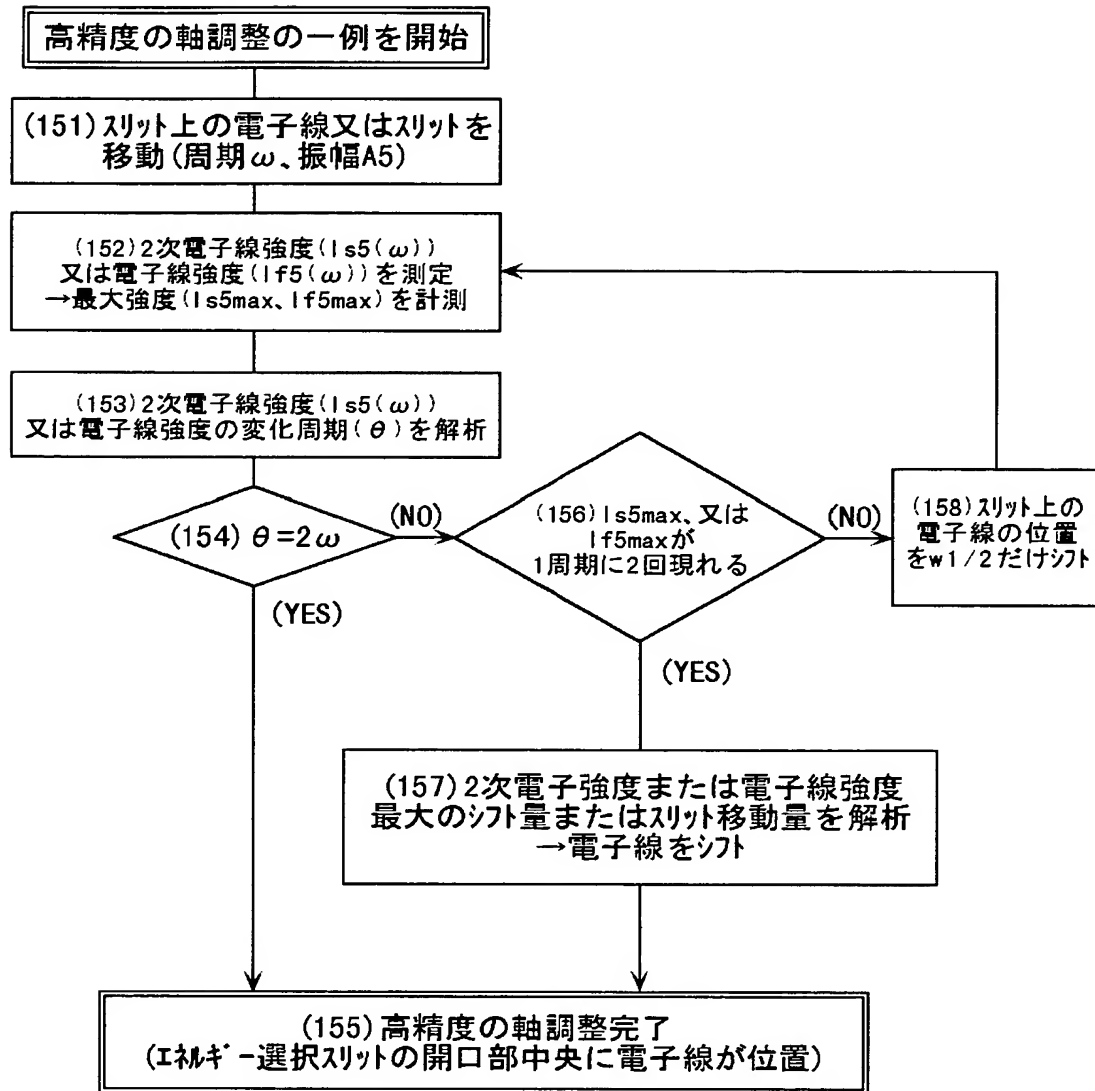 高精度の軸調整の一例を開始
(151)スリット上の電子線又はスリットを
移動(周期ω、振幅A5)
(152)2次電子線強度(Is5(ω))
又は電子線強度(If5(ω))を測定
→最大強度(Is5max、If5max)を計測
(153)2次電子線強度(Is5(ω))
又は電子線強度の変化周期(θ)を解析
(154)θ=2ω
(NO)
(YES)
(156)Is5max、又は
If5maxが
1周期に2回現れる
(NO)
(YES)
(158)スリット上の
電子線の位置
をw1/2だけシフト
(157)2次電子強度または電子線強度
最大のシフト量またはスリット移動量を解析
→電子線をシフト
(155)高精度の軸調整完了
(エネルギー選択スリットの開口部中央に電子線が位置)